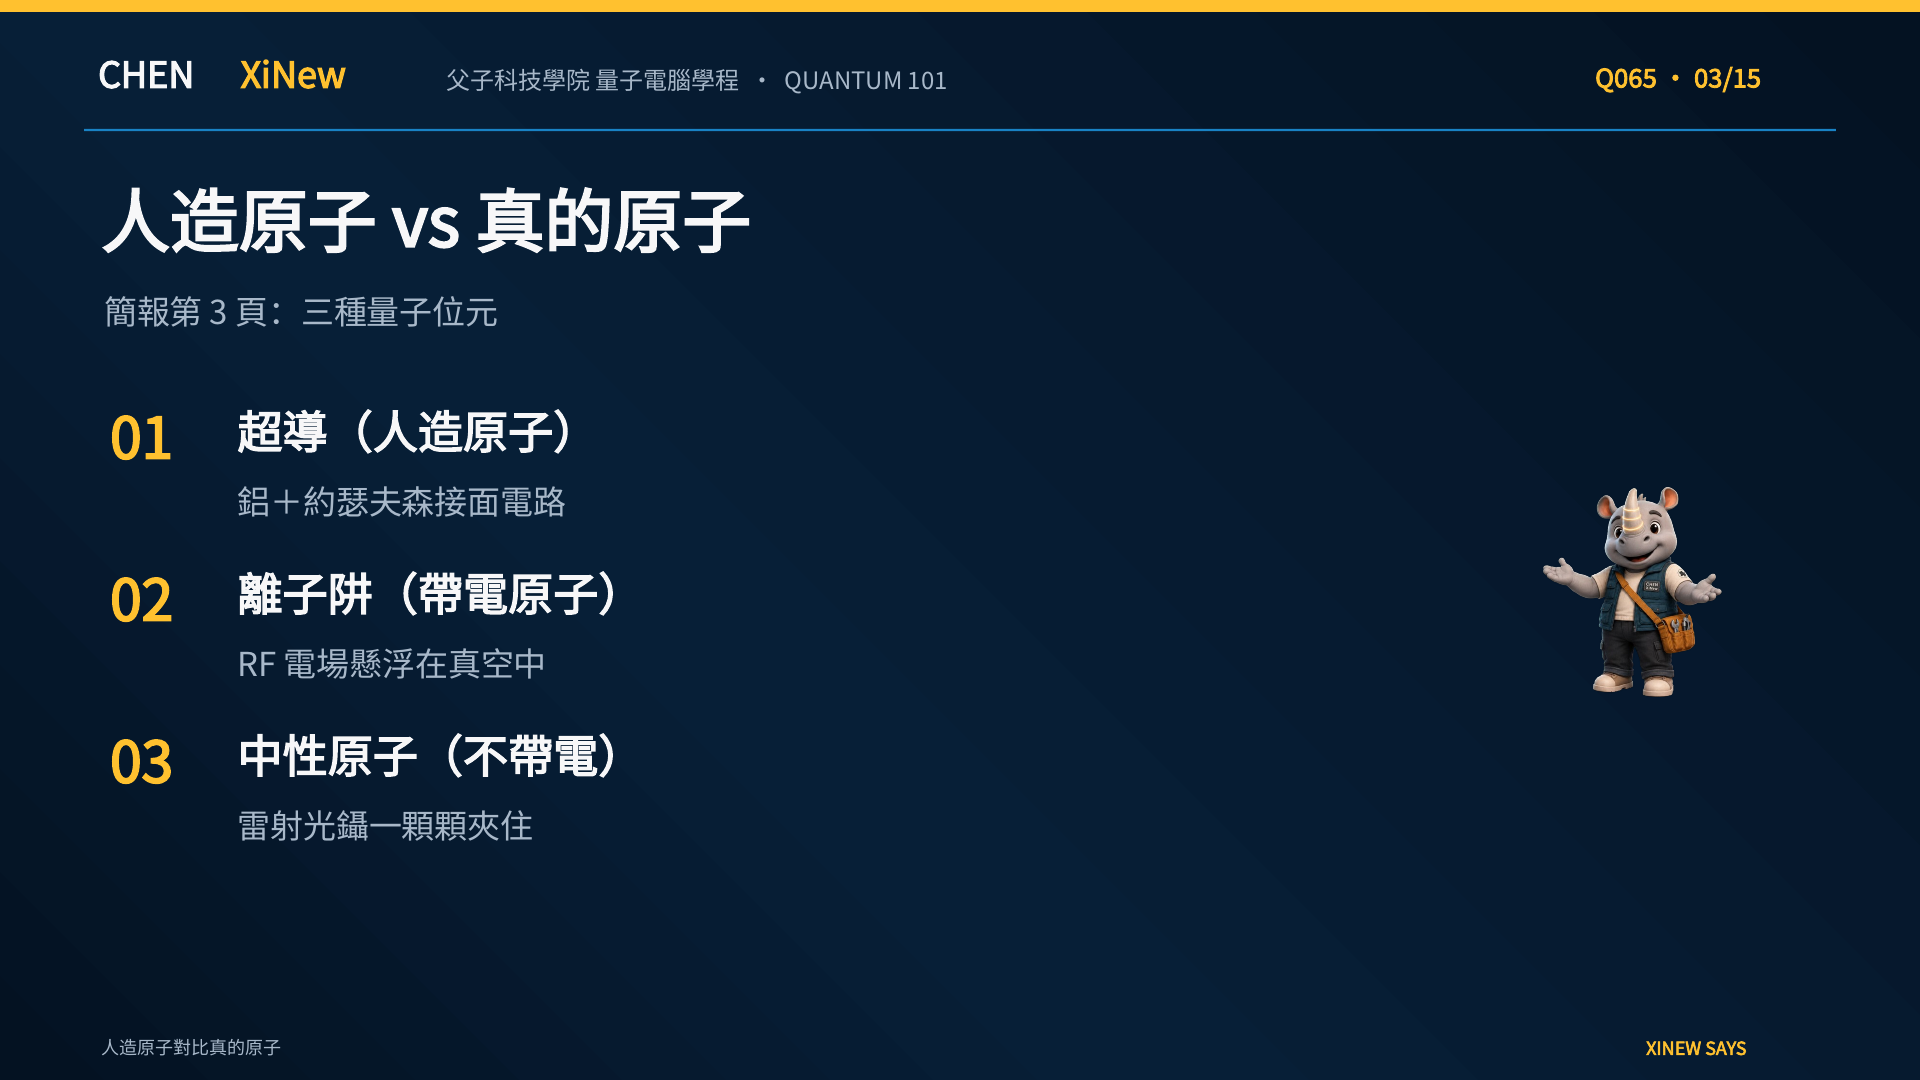 CHEN XiNew 父子科技學院 量子電腦學程 • QUANTUM 101 Q065 • 03/15
人造原子 vs 真的原子
簡報第 3 頁：三種量子位元
01 超導（人造原子）
鋁＋約瑟夫森接面電路
02 離子阱（帶電原子）
RF 電場懸浮在真空中
03 中性原子（不帶電）
雷射光鑷一顆顆夾住
人造原子對比真的原子 XINEW SAYS